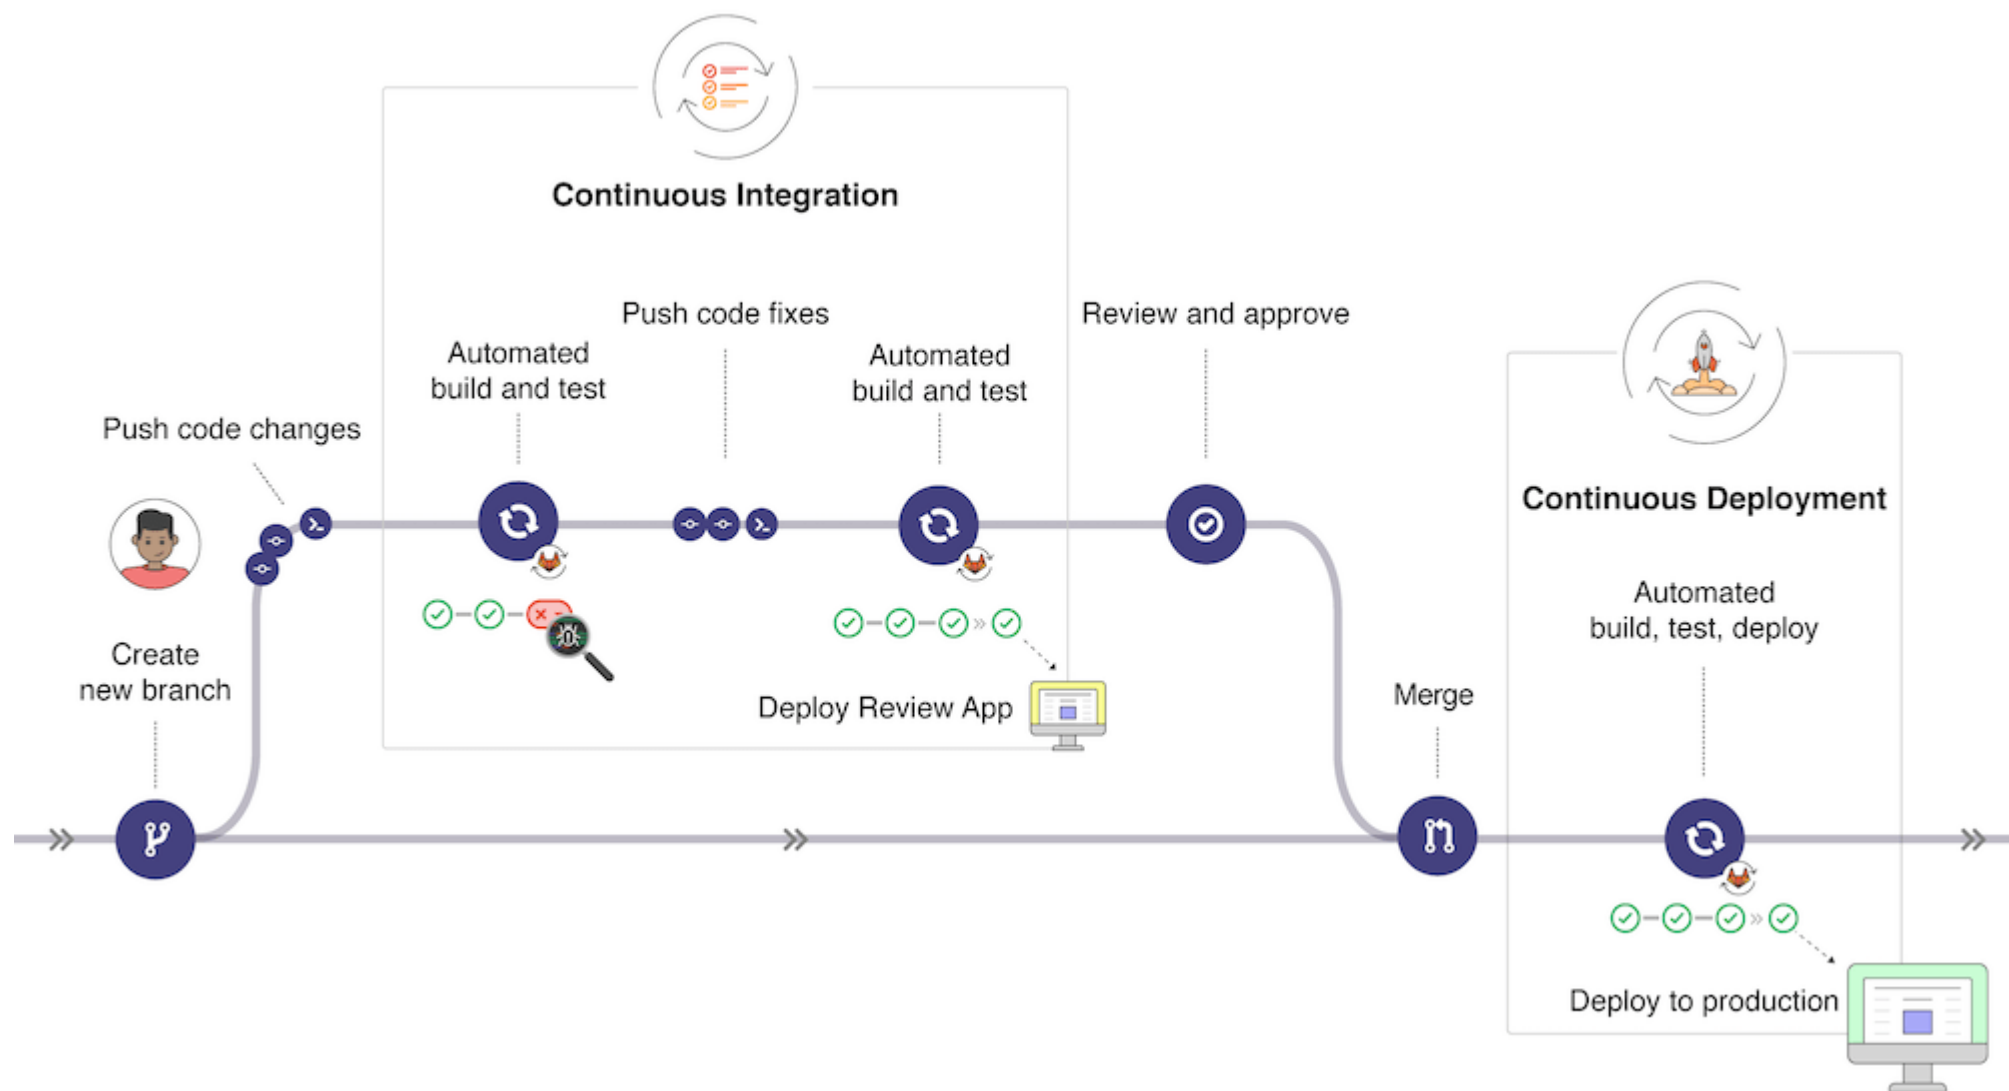 Continuous Integration
Push code fixes
Review and approve
Automated
build and test
Automated
build and test
Push code changes
Continuous Deployment
Automated
build, test, deploy
Create
new branch
Deploy Review App
Merge
Deploy to production